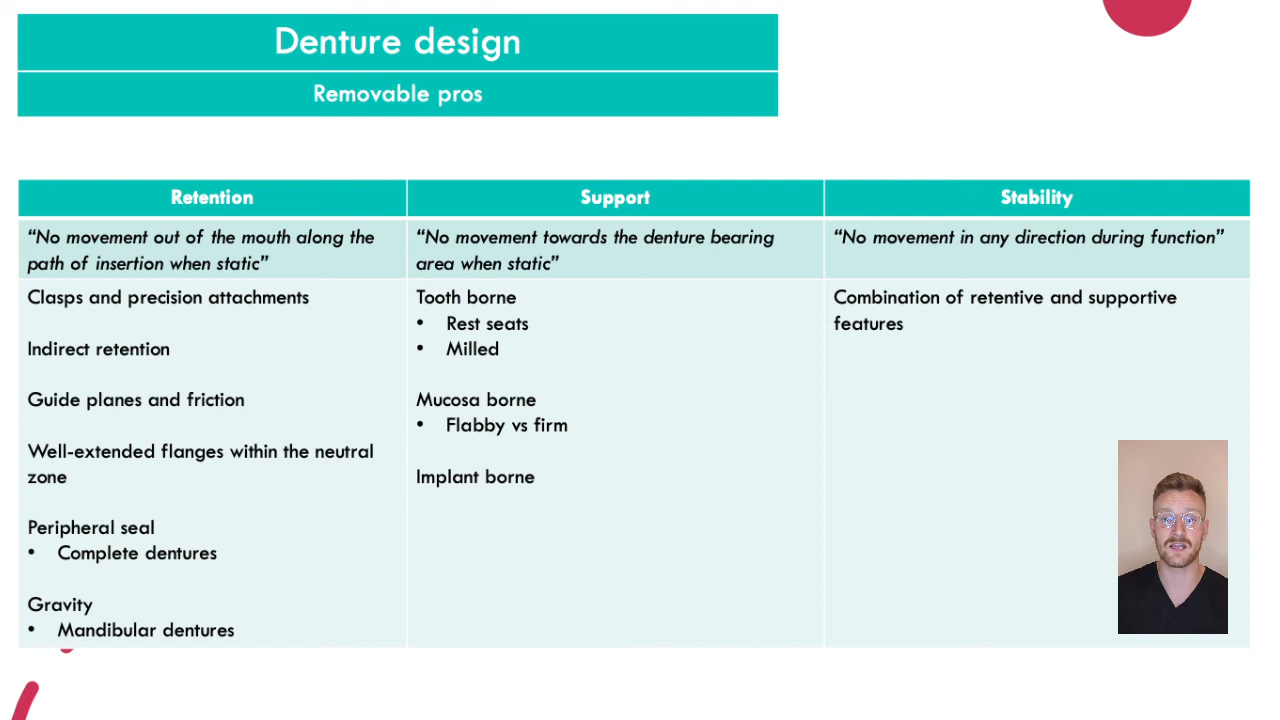 Denture design
Removable pros
Retention
Support
Stability
“No movement out of the mouth along the
path of insertion when static”
“No movement towards the denture bearing
area when static”
“No movement in any direction during function”
Clasps and precision attachments
Indirect retention
Guide planes and friction
Well-extended flanges within the neutral
zone
Peripheral seal
• Complete dentures
Gravity
• Mandibular dentures
Tooth borne
• Rest seats
• Milled
Mucosa borne
• Flabby vs firm
Implant borne
Combination of retentive and supportive
features